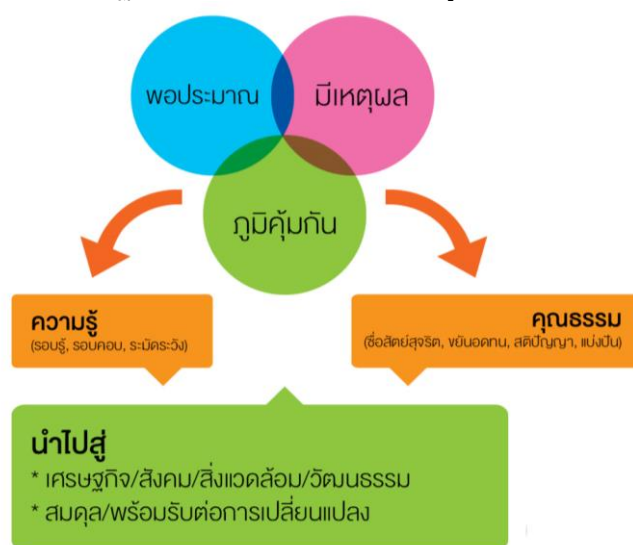 พอประมาณ
มีเหตุผล
ภูมิคุ้มกัน
ความรู้
(รอบรู้, รอบคอบ, ระมัดระวัง)
คุณธรรม
(ซื่อสัตย์สุจริต, ขยันอดทน, สติปัญญา, แบ่งปัน)
นำไปสู่
* เศรษฐกิจ/สังคม/สิ่งแวดล้อม/วัฒนธรรม
* สมดุล/พร้อมรับต่อการเปลี่ยนแปลง